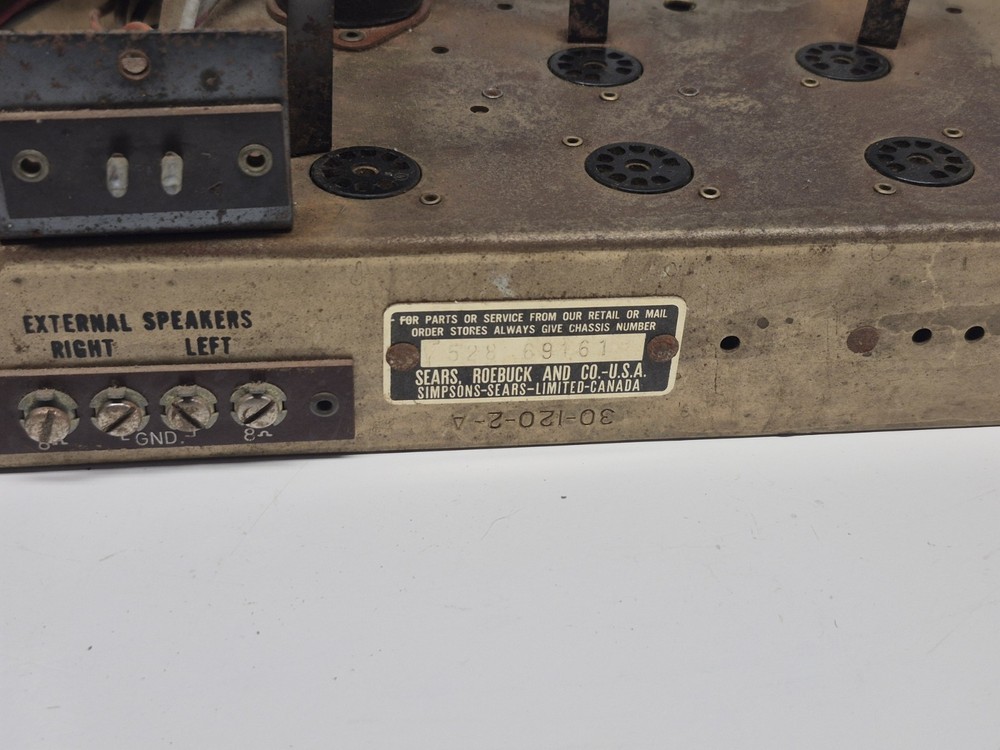 EXTERNAL SPEAKERS
RIGHT LEFT
8Ω GND. 8Ω
FOR PARTS OR SERVICE FROM OUR RETAIL OR MAIL
ORDER STORES ALWAYS GIVE CHASSIS NUMBER
528 69161
SEARS, ROEBUCK AND CO.-U.S.A.
SIMPSONS-SEARS-LIMITED-CANADA
30-120-2-A